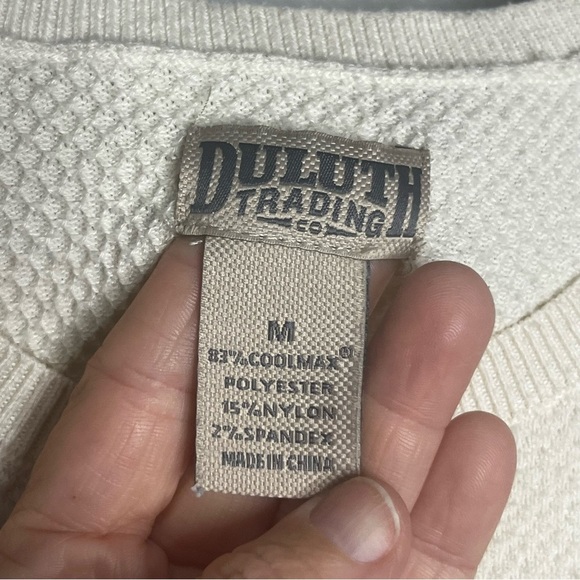 DULUTH
TRADING
CO
M
83%COOLMAX®
POLYESTER
15%NYLON
2%SPANDEX
MADE IN CHINA